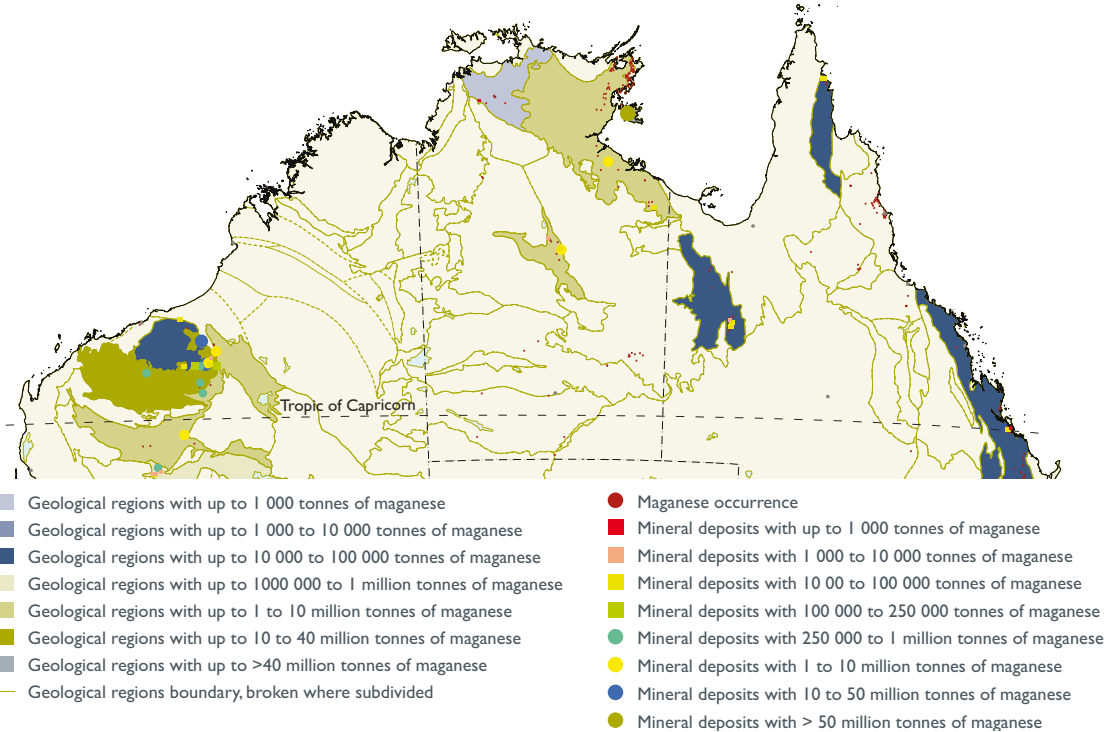 Tropic of Capricorn
Geological regions with up to 1 000 tonnes of maganese
Geological regions with up to 1 000 to 10 000 tonnes of maganese
Geological regions with up to 10 000 to 100 000 tonnes of maganese
Geological regions with up to 1000 000 to 1 million tonnes of maganese
Geological regions with up to 1 to 10 million tonnes of maganese
Geological regions with up to 10 to 40 million tonnes of maganese
Geological regions with up to >40 million tonnes of maganese
Geological regions boundary, broken where subdivided
Maganese occurrence
Mineral deposits with up to 1 000 tonnes of maganese
Mineral deposits with 1 000 to 10 000 tonnes of maganese
Mineral deposits with 10 00 to 100 000 tonnes of maganese
Mineral deposits with 100 000 to 250 000 tonnes of maganese
Mineral deposits with 250 000 to 1 million tonnes of maganese
Mineral deposits with 1 to 10 million tonnes of maganese
Mineral deposits with 10 to 50 million tonnes of maganese
Mineral deposits with > 50 million tonnes of maganese